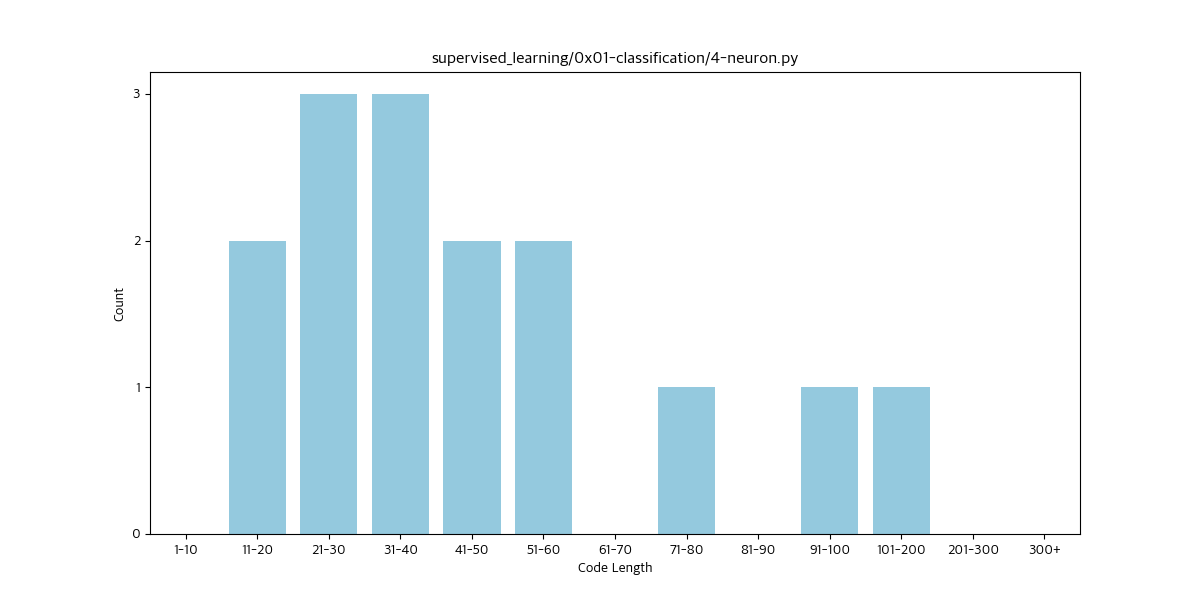 supervised_learning/0x01-classification/4-neuron.py
3
2
1
0
Count
1-10 11-20 21-30 31-40 41-50 51-60 61-70 71-80 81-90 91-100 101-200 201-300 300+
Code Length